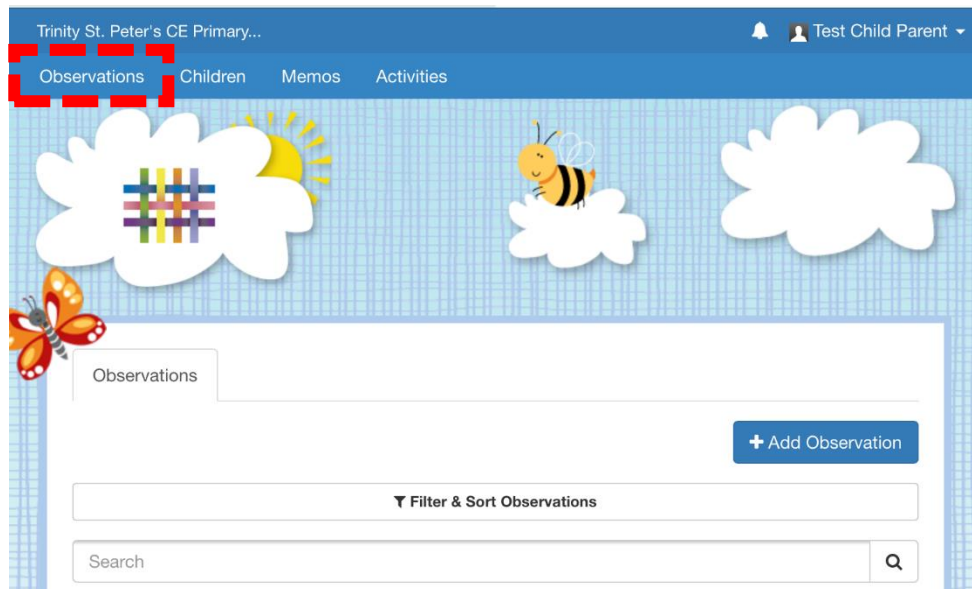 Trinity St. Peter's CE Primary...
Test Child Parent
Observations Children Memos Activities
Observations
Add Observation
Filter & Sort Observations
Search